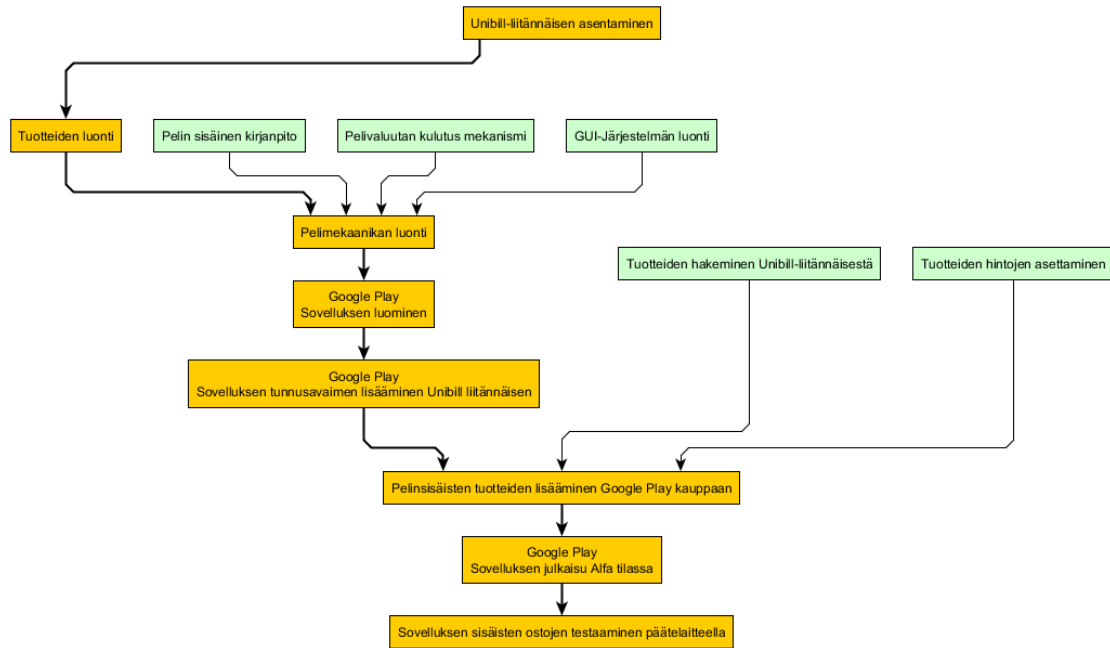 Unibill-liitännäisen asentaminen
Tuotteiden luonti
Pelin sisäinen kirjanpito
Pelivaluutan kulutus mekanismi
GUI-Järjestelmän luonti
Pelimekaanikan luonti
Tuotteiden hakeminen Unibill-liitännäisestä
Tuotteiden hintojen asettaminen
Google Play
Sovelluksen luominen
Google Play
Sovelluksen tunnusavaimen lisääminen Unibill liitännäisen
Pelinsisäisten tuotteiden lisääminen Google Play kauppaan
Google Play
Sovelluksen julkaisu Alfa tilassa
Sovelluksen sisäisten ostojen testaaminen päätelaitteella